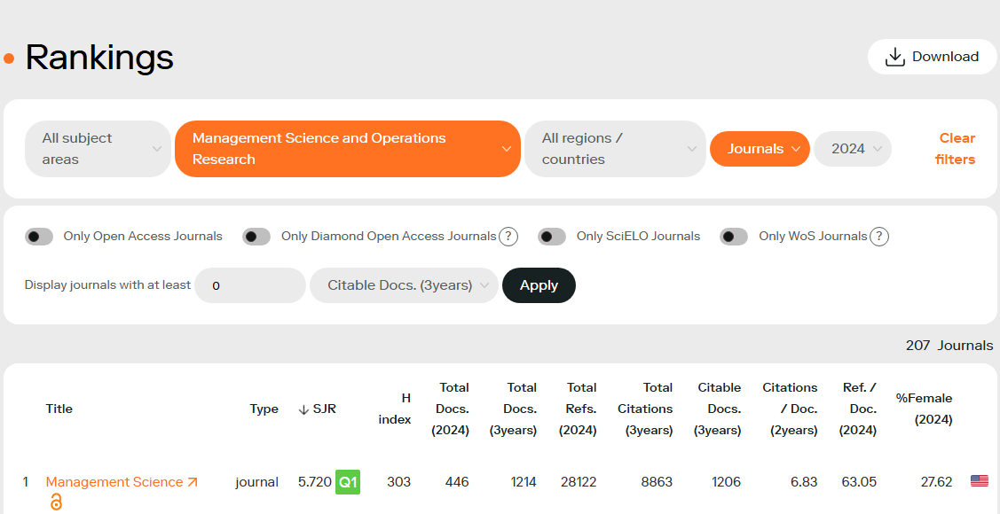 Rankings
Download
All subject
areas
Management Science and Operations
Research
All regions /
countries
Journals
2024
Clear
filters
Only Open Access Journals
Only Diamond Open Access Journals ?
Only SciELO Journals
Only WoS Journals ?
Display journals with at least
0
Citable Docs. (3years)
Apply
207 Journals
Title
Type
SJR
H
index
Total
Docs.
(2024)
Total
Docs.
(3years)
Total
Refs.
(2024)
Total
Citations
(3years)
Citable
Docs.
(3years)
Citations
/ Doc.
(2years)
Ref. /
Doc.
(2024)
%Female
(2024)
1 Management Science journal 5.720 Q1 303 446 1214 28122 8863 1206 6.83 63.05 27.62